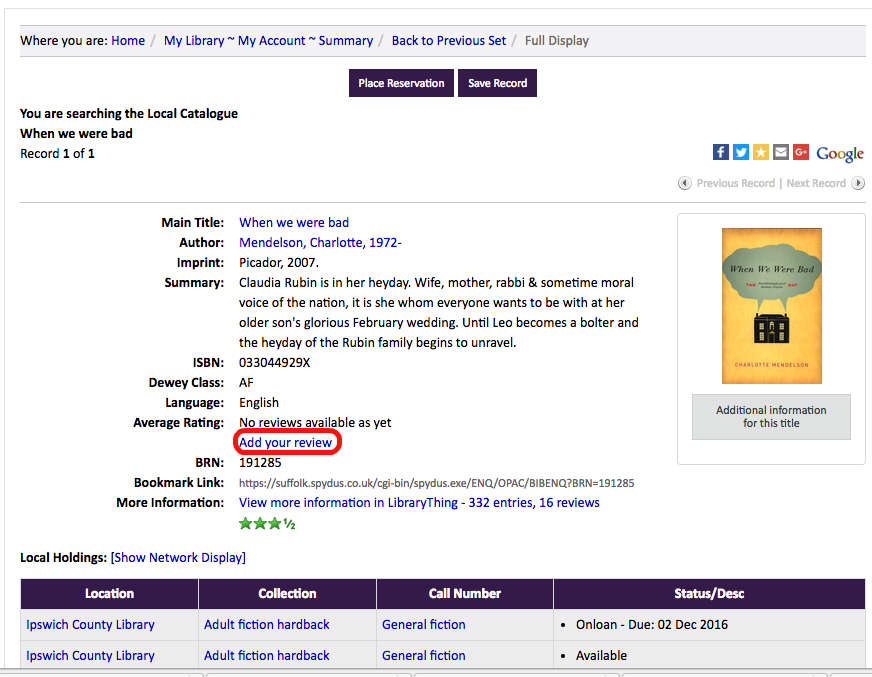 Where you are: Home / My Library ~ My Account ~ Summary / Back to Previous Set / Full Display
Place Reservation Save Record
You are searching the Local Catalogue
When we were bad
Record 1 of 1
Google
Previous Record | Next Record
Main Title: When we were bad
Author: Mendelson, Charlotte, 1972-
Imprint: Picador, 2007.
Summary: Claudia Rubin is in her heyday. Wife, mother, rabbi & sometime moral
voice of the nation, it is she whom everyone wants to be with at her
older son's glorious February wedding. Until Leo becomes a bolter and
the heyday of the Rubin family begins to unravel.
ISBN: 033044929X
Dewey Class: AF
Language: English
Average Rating: No reviews available as yet
Add your review
BRN: 191285
Bookmark Link: https://suffolk.spydus.co.uk/cgi-bin/spydus.exe/ENQ/OPAC/BIBENQ?BRN=191285
More Information: View more information in LibraryThing - 332 entries, 16 reviews
½
When We Were Bad
CHARLOTTE MENDELSON
Additional information
for this title
Local Holdings: [Show Network Display]
Location Collection Call Number Status/Desc
Ipswich County Library Adult fiction hardback General fiction • Onloan - Due: 02 Dec 2016
Ipswich County Library Adult fiction hardback General fiction • Available